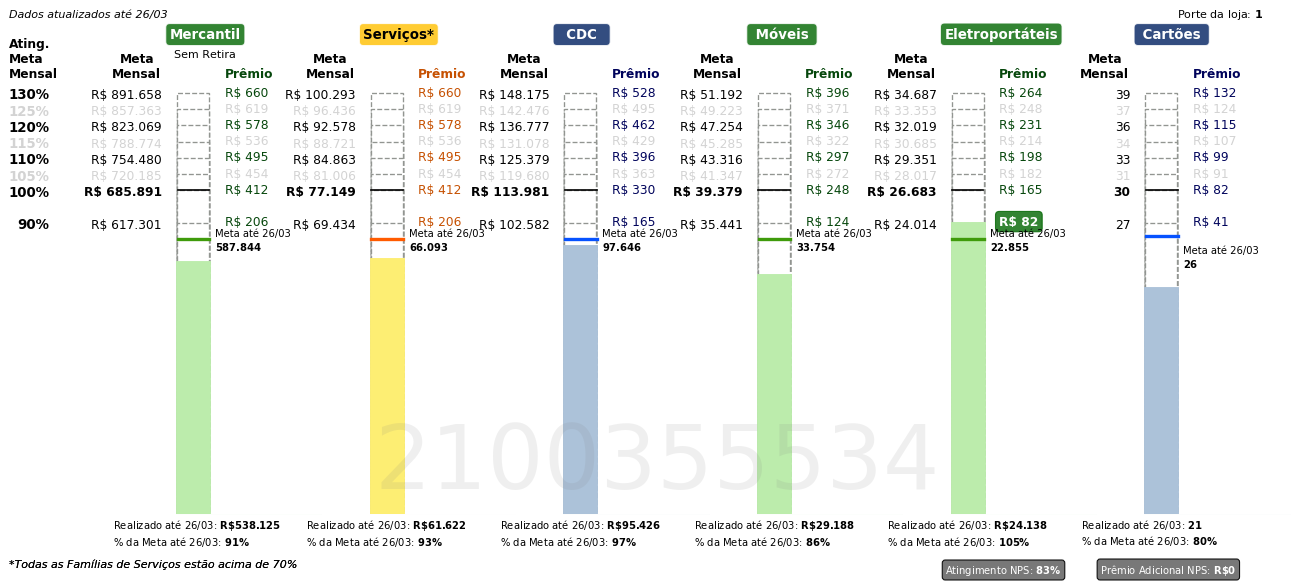 Dados atualizados até 26/03
Porte da loja: 1
Mercantil Serviços* CDC Móveis Eletroportáteis Cartões
Sem Retira
Ating. Meta Mensal
Meta Mensal Prêmio Meta Mensal Prêmio Meta Mensal Prêmio Meta Mensal Prêmio Meta Mensal Prêmio Meta Mensal Prêmio
130% R$ 891.658 R$ 660 R$ 100.293 R$ 660 R$ 148.175 R$ 528 R$ 51.192 R$ 396 R$ 34.687 R$ 264 39 R$ 132
125% R$ 857.363 R$ 619 R$ 96.436 R$ 619 R$ 142.476 R$ 495 R$ 49.223 R$ 371 R$ 33.353 R$ 248 37 R$ 124
120% R$ 823.069 R$ 578 R$ 92.578 R$ 578 R$ 136.777 R$ 462 R$ 47.254 R$ 346 R$ 32.019 R$ 231 36 R$ 115
115% R$ 788.774 R$ 536 R$ 88.721 R$ 536 R$ 131.078 R$ 429 R$ 45.285 R$ 322 R$ 30.685 R$ 214 34 R$ 107
110% R$ 754.480 R$ 495 R$ 84.863 R$ 495 R$ 125.379 R$ 396 R$ 43.316 R$ 297 R$ 29.351 R$ 198 33 R$ 99
105% R$ 720.185 R$ 454 R$ 81.006 R$ 454 R$ 119.680 R$ 363 R$ 41.347 R$ 272 R$ 28.017 R$ 182 31 R$ 91
100% R$ 685.891 R$ 412 R$ 77.149 R$ 412 R$ 113.981 R$ 330 R$ 39.379 R$ 248 R$ 26.683 R$ 165 30 R$ 82
90% R$ 617.301 R$ 206 R$ 69.434 R$ 206 R$ 102.582 R$ 165 R$ 35.441 R$ 124 R$ 24.014 R$ 82 27 R$ 41
Meta até 26/03 Meta até 26/03 Meta até 26/03 Meta até 26/03 Meta até 26/03
587.844 66.093 97.646 33.754 22.855
Meta até 26/03
26
2100355534
Realizado até 26/03: R$538.125 Realizado até 26/03: R$61.622 Realizado até 26/03: R$95.426 Realizado até 26/03: R$29.188 Realizado até 26/03: R$24.138 Realizado até 26/03: 21
% da Meta até 26/03: 91% % da Meta até 26/03: 93% % da Meta até 26/03: 97% % da Meta até 26/03: 86% % da Meta até 26/03: 105% % da Meta até 26/03: 80%
*Todas as Famílias de Serviços estão acima de 70%
Atingimento NPS: 83% Prêmio Adicional NPS: R$0